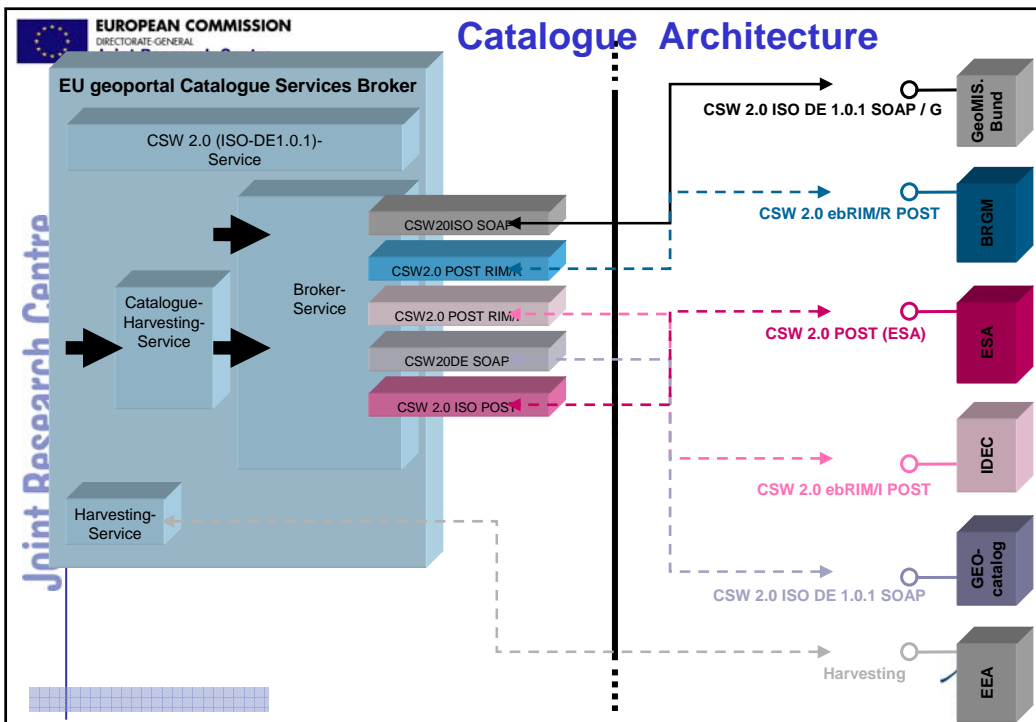 EUROPEAN COMMISSION
DIRECTORATE-GENERAL
Joint Research Centre
Catalogue Architecture
EU geoportal Catalogue Services Broker
CSW 2.0 (ISO-DE1.0.1)-
Service
CSW20ISO SOAP
CSW2.0 POST RIM/R
Broker-
Service
CSW2.0 POST RIM/I
CSW20DE SOAP
CSW 2.0 ISO POST
Catalogue-
Harvesting-
Service
Harvesting-
Service
Joint Research Centre
CSW 2.0 ISO DE 1.0.1 SOAP / G
GeoMIS.
Bund
CSW 2.0 ebRIM/R POST
BRGM
CSW 2.0 POST (ESA)
ESA
CSW 2.0 ebRIM/I POST
IDEC
CSW 2.0 ISO DE 1.0.1 SOAP
GEO-
catalog
Harvesting
EEA